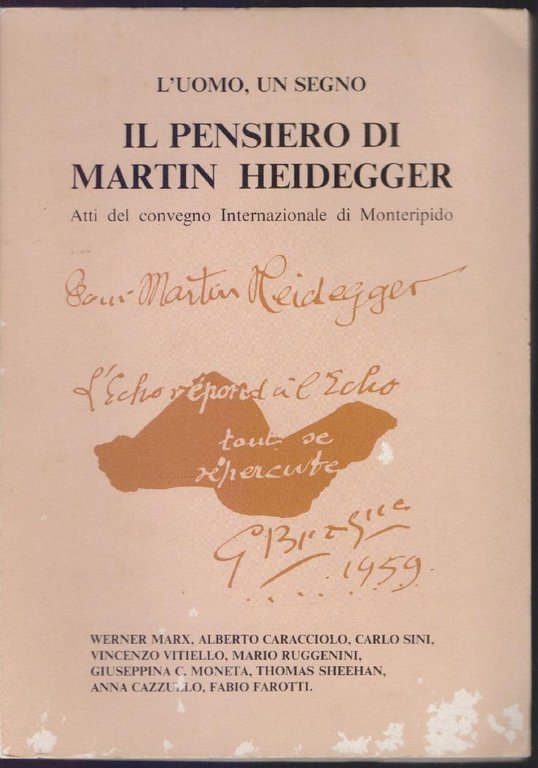 L'UOMO, UN SEGNO
IL PENSIERO DI
MARTIN HEIDEGGER
Atti del convegno Internazionale di Monteripido
Pour Martin Heidegger
L'Echo répond à l'Echo
tout se
répercute
G Braque
1959
WERNER MARX, ALBERTO CARACCIOLO, CARLO SINI,
VINCENZO VITIELLO, MARIO RUGGENINI,
GIUSEPPINA C. MONETA, THOMAS SHEEHAN,
ANNA CAZZULLO, FABIO FAROTTI.